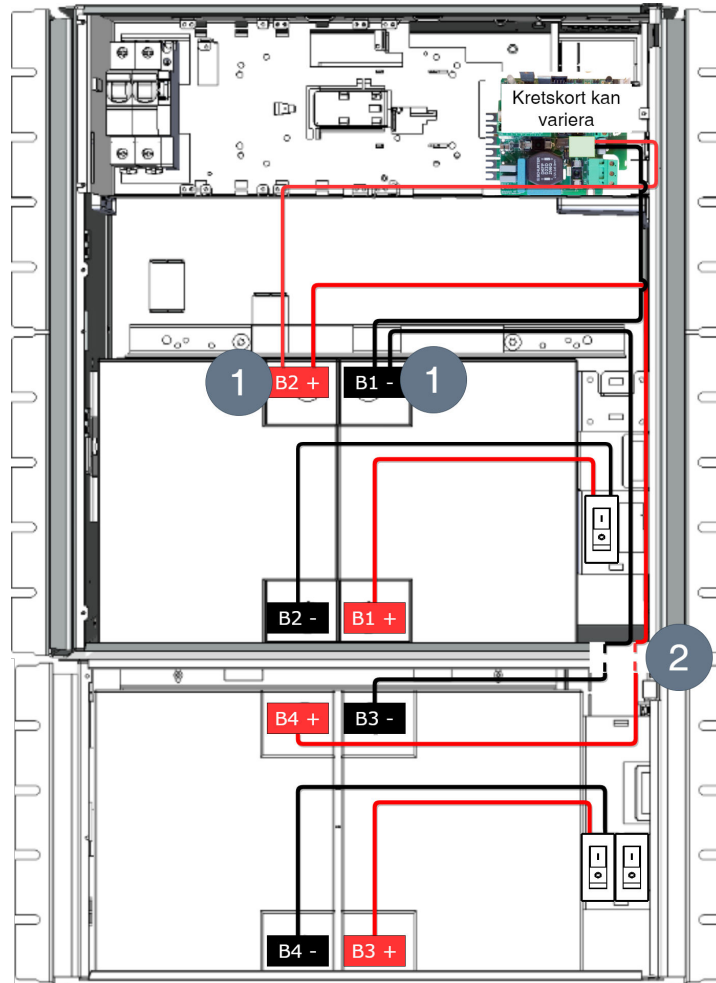 Kretskort kan
variera
1
B2 +
B1 -
1
B2 -
B1 +
2
B4 +
B3 -
B4 -
B3 +